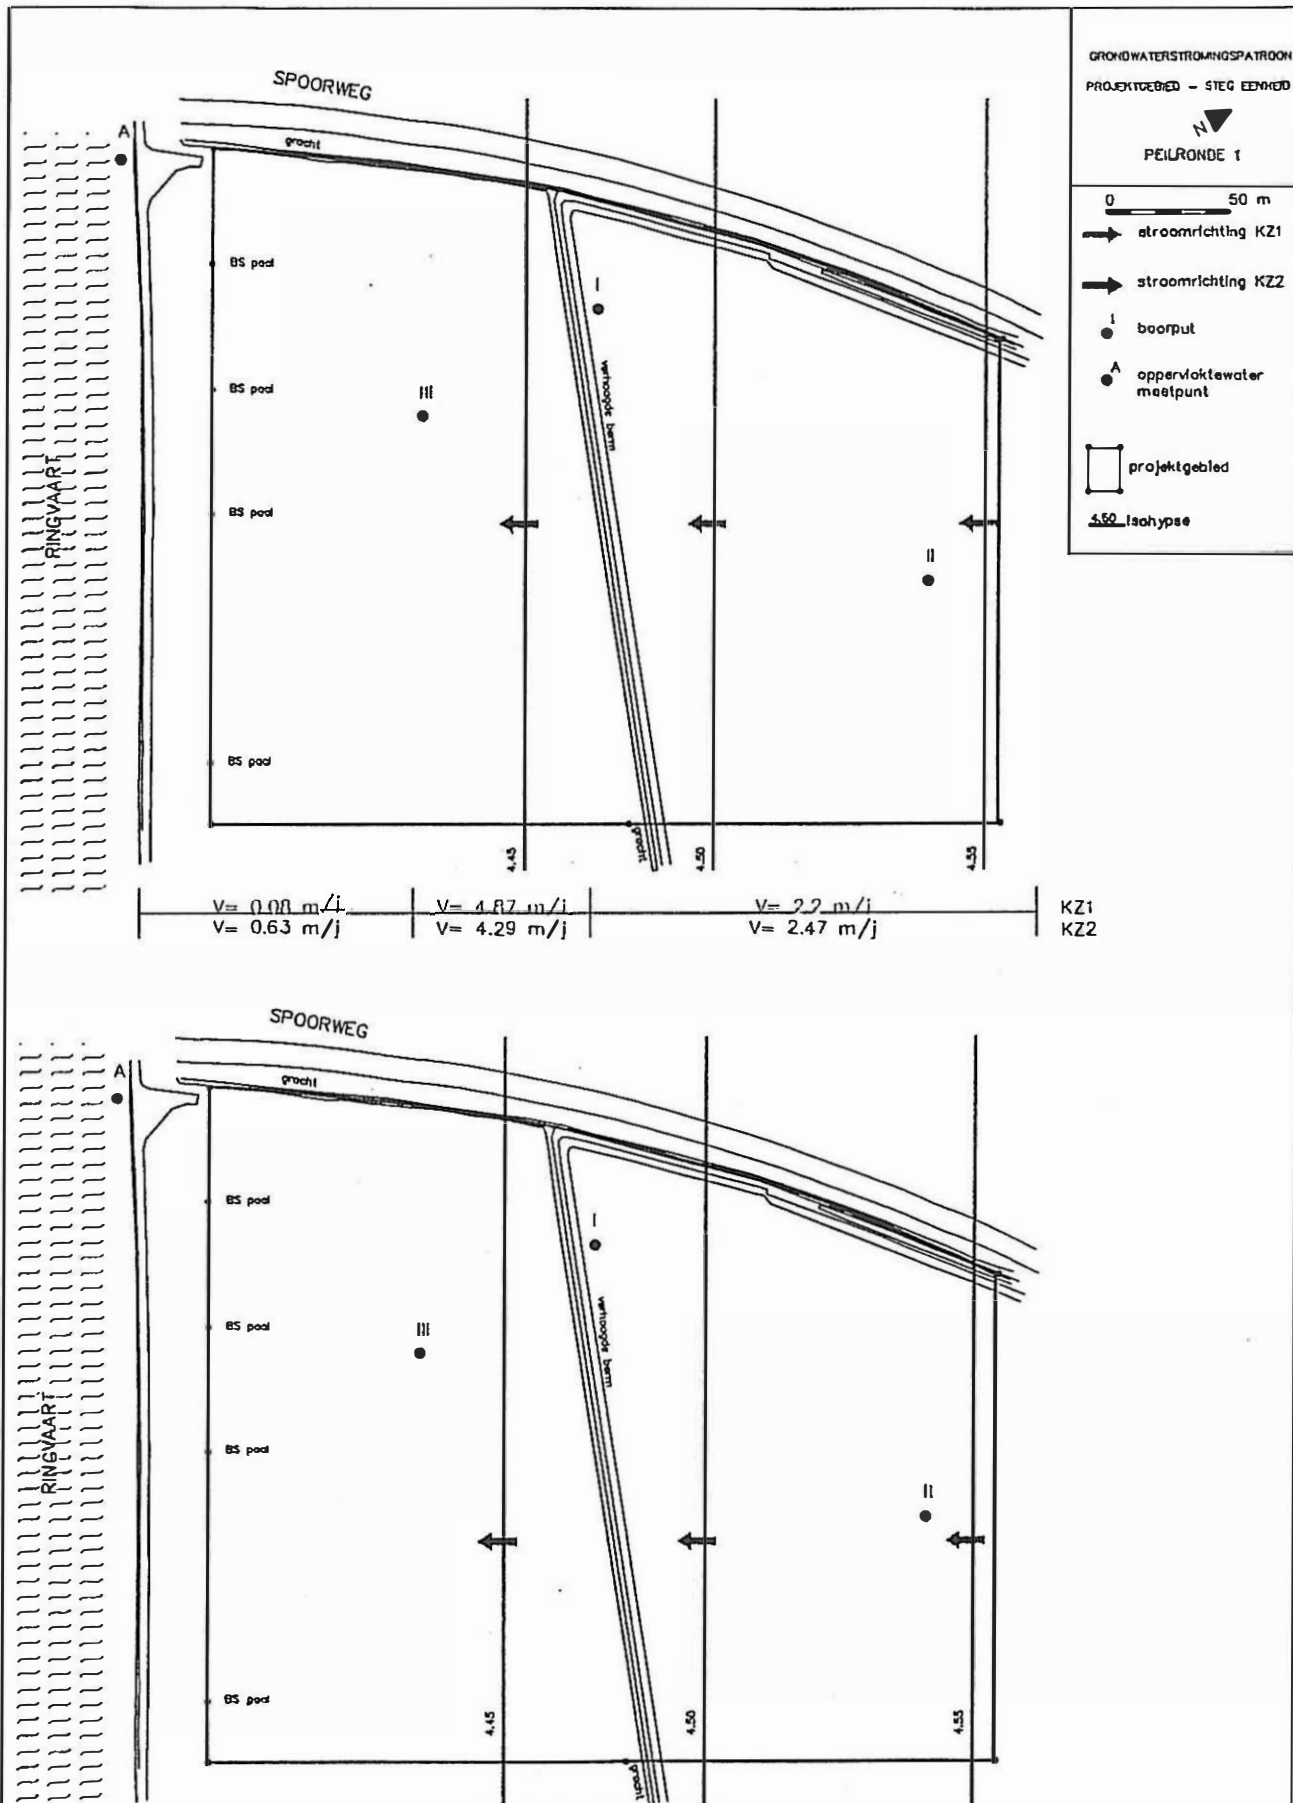 GRONDWATERSTROMINGSPATROON
PROJEKTGEBIED - STEG EENHEID
N
PEILRONDE 1
0 50 m
stroomrichting KZ1
stroomrichting KZ2
I
boorput
A
oppervlaktewater
meetpunt
projektgebied
4.50 Isohypse
SPOORWEG
A
gracht
BS paal
I
BS paal
III
verhoogde berm
RINGVAART
BS paal
II
BS paal
gracht
4.45
4.50
4.55
V= 0.08 m/j V= 4.87 m/j V= 2.2 m/j KZ1
V= 0.63 m/j V= 4.29 m/j V= 2.47 m/j KZ2
SPOORWEG
A
gracht
BS paal
I
BS paal
III
verhoogde berm
RINGVAART
BS paal
II
BS paal
4.45
4.50
4.55
gracht